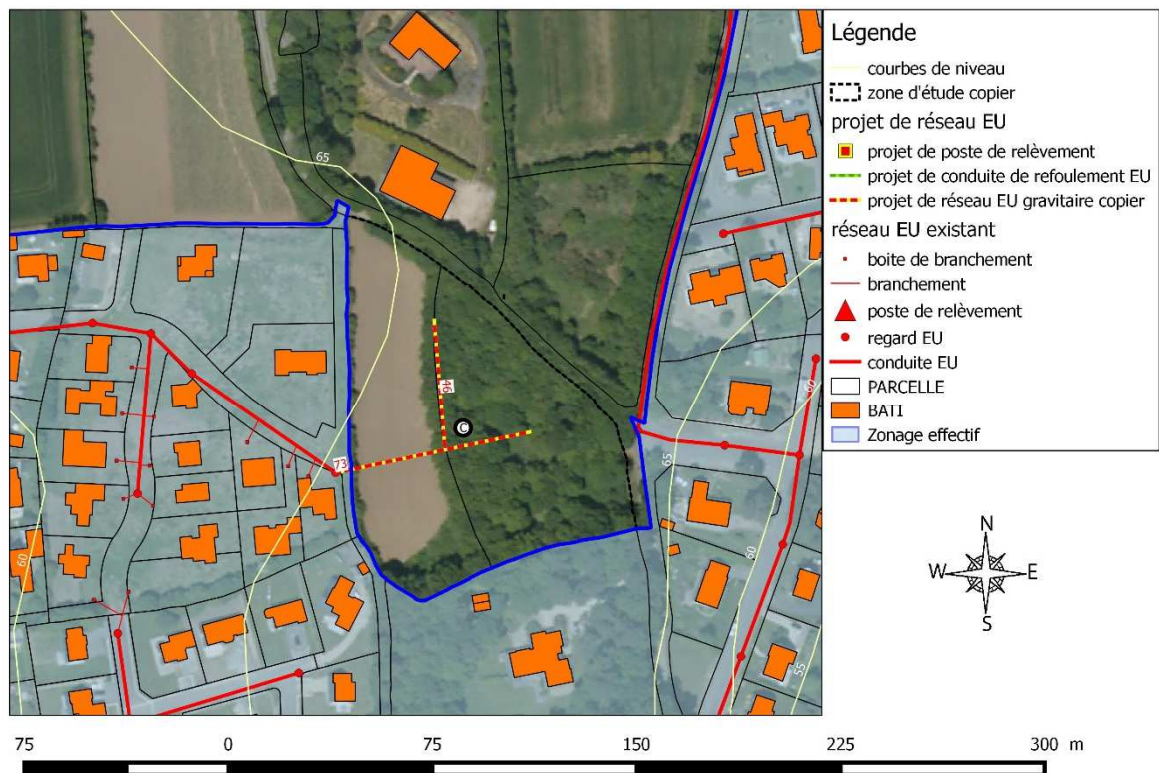 Légende
courbes de niveau
zone d'étude copier
projet de réseau EU
projet de poste de relèvement
projet de conduite de refoulement EU
projet de réseau EU gravitaire copier
réseau EU existant
boite de branchement
branchement
poste de relèvement
regard EU
conduite EU
PARCELLE
BATI
Zonage effectif
65
46
C
73
60
65
60
60
55
N
W E
S
75 0 75 150 225 300 m